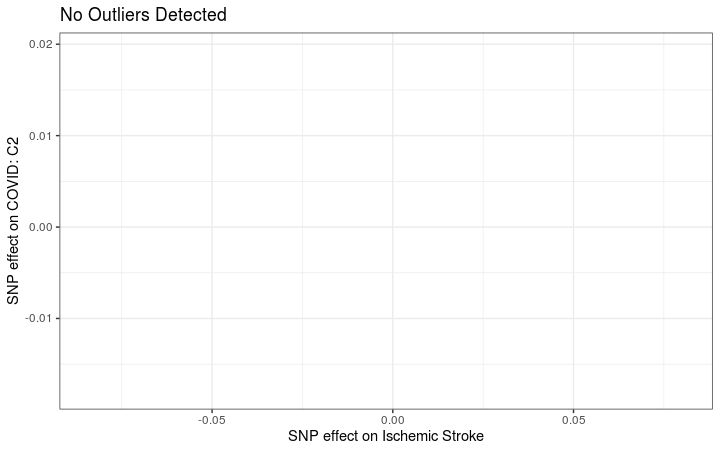 No Outliers Detected
0.02
0.01
0.00
-0.01
SNP effect on COVID: C2
-0.05
0.00
0.05
SNP effect on Ischemic Stroke